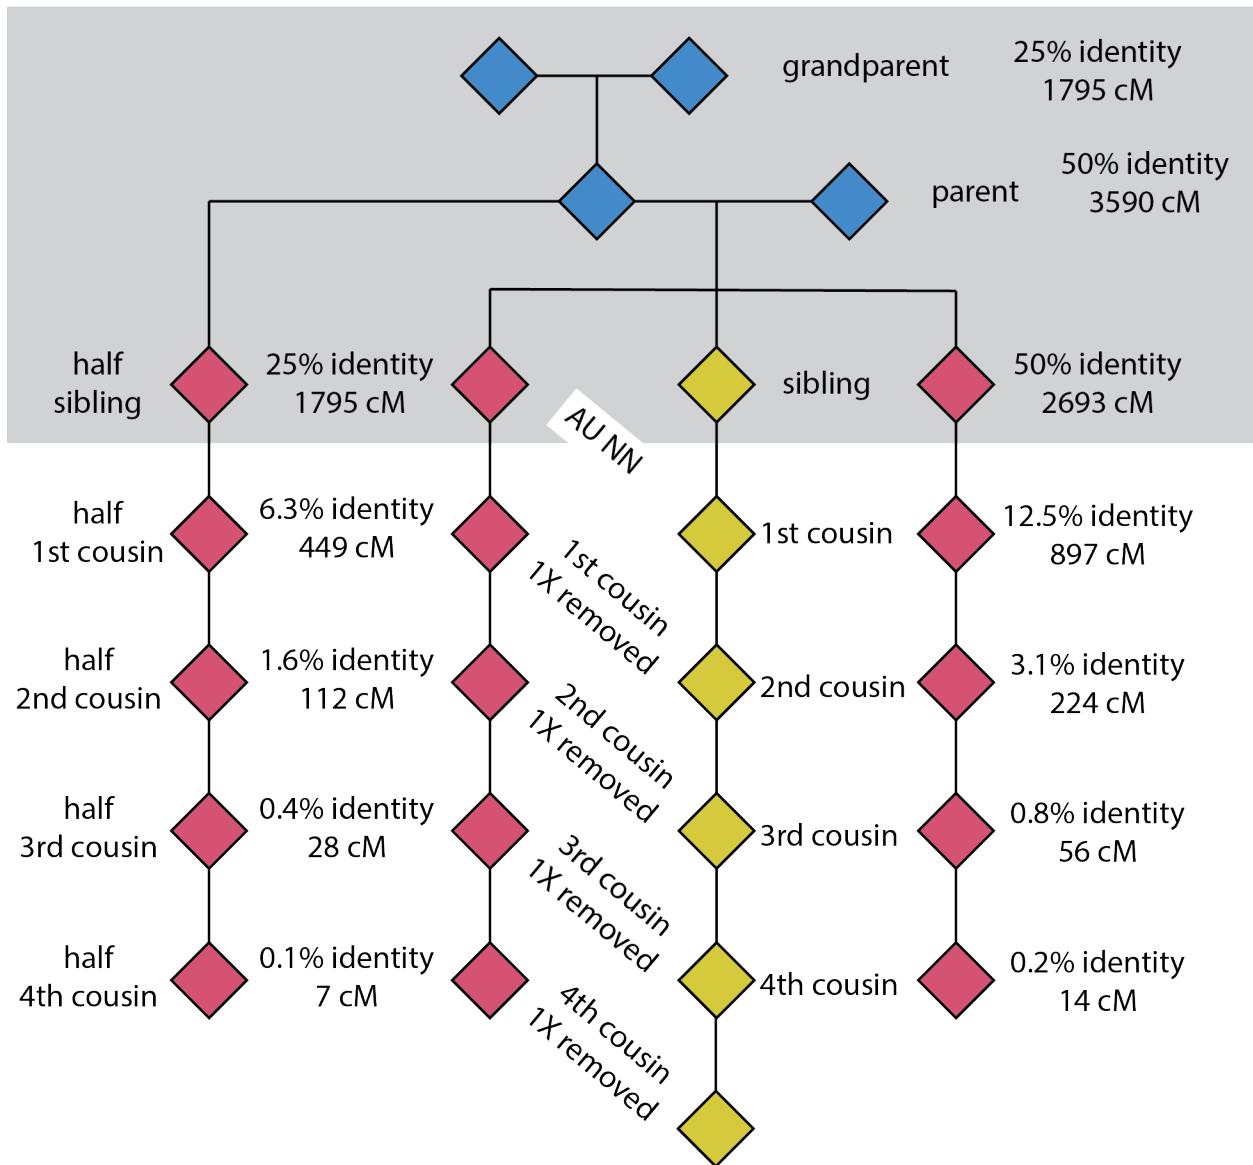 grandparent
25% identity
1795 cM
parent
50% identity
3590 cM
half
sibling
25% identity
1795 cM
sibling
50% identity
2693 cM
AU NN
half
1st cousin
6.3% identity
449 cM
1st cousin
12.5% identity
897 cM
1st cousin
1X removed
half
2nd cousin
1.6% identity
112 cM
2nd cousin
3.1% identity
224 cM
2nd cousin
1X removed
half
3rd cousin
0.4% identity
28 cM
3rd cousin
0.8% identity
56 cM
3rd cousin
1X removed
half
4th cousin
0.1% identity
7 cM
4th cousin
0.2% identity
14 cM
4th cousin
1X removed